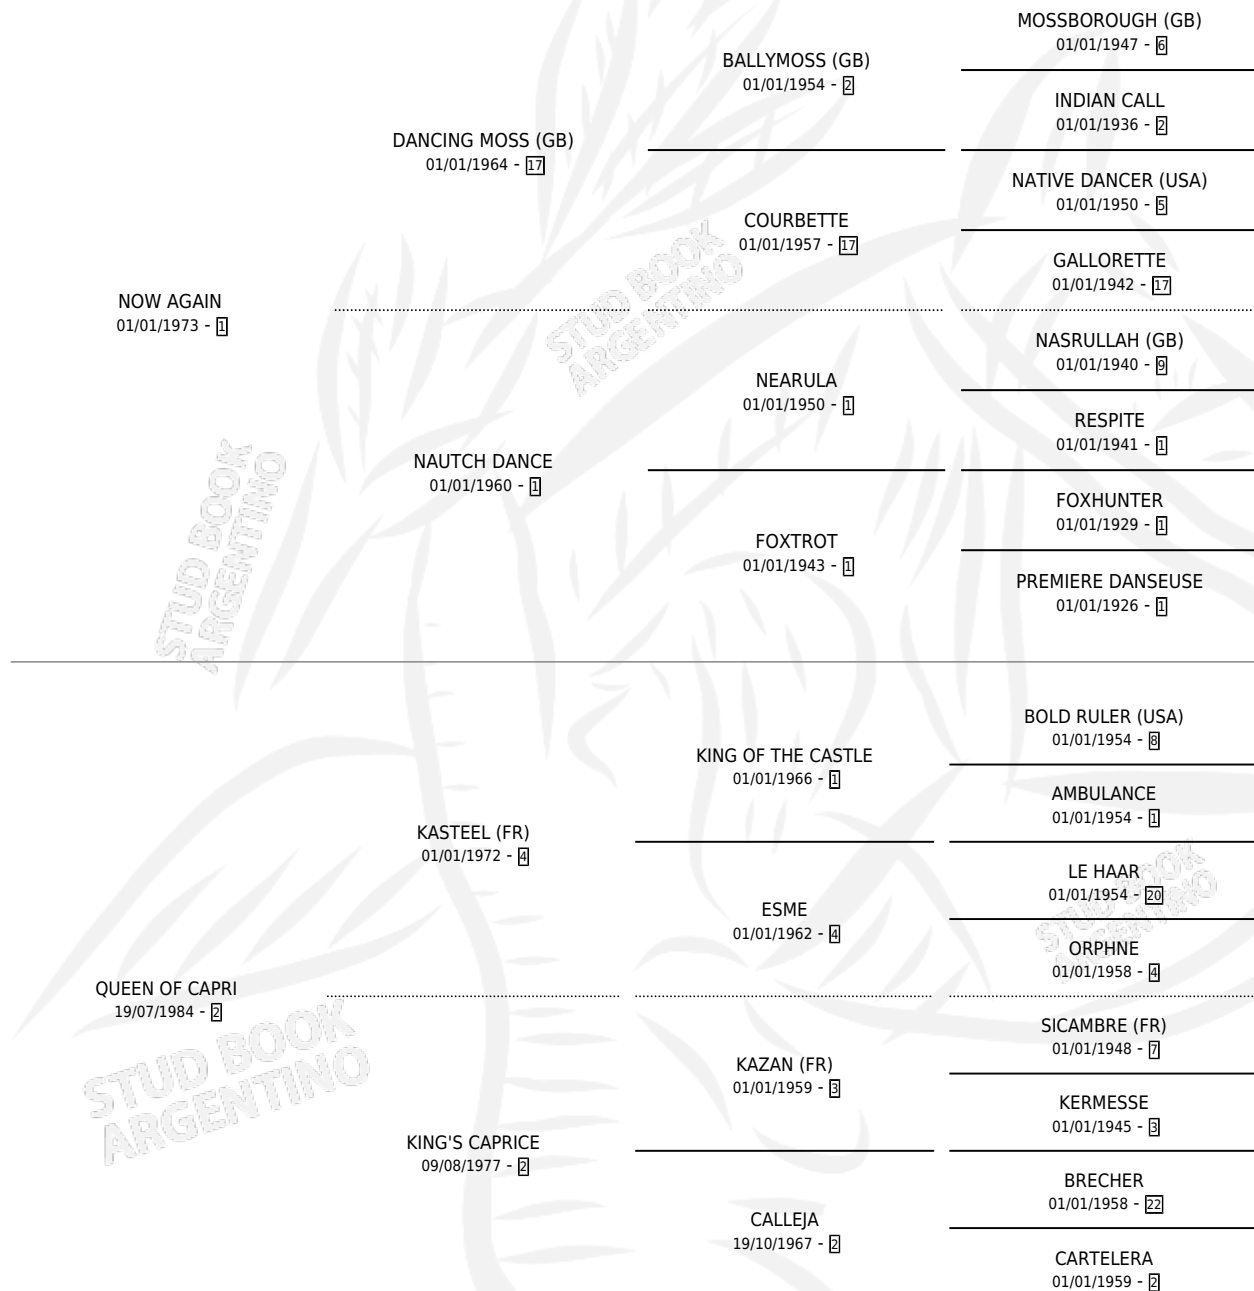 MOSSBOROUGH (GB)
01/01/1947 - 6
BALLYMOSS (GB)
01/01/1954 - 2
INDIAN CALL
01/01/1936 - 2
DANCING MOSS (GB)
01/01/1964 - 17
NATIVE DANCER (USA)
01/01/1950 - 5
COURBETTE
01/01/1957 - 17
GALLORETTE
01/01/1942 - 17
NOW AGAIN
01/01/1973 - 1
NASRULLAH (GB)
01/01/1940 - 9
NEARULA
01/01/1950 - 1
RESPITE
01/01/1941 - 1
NAUTCH DANCE
01/01/1960 - 1
FOXHUNTER
01/01/1929 - 1
FOXTROT
01/01/1943 - 1
PREMIERE DANSEUSE
01/01/1926 - 1
BOLD RULER (USA)
01/01/1954 - 8
KING OF THE CASTLE
01/01/1966 - 1
AMBULANCE
01/01/1954 - 1
KASTEEL (FR)
01/01/1972 - 4
LE HAAR
01/01/1954 - 20
ESME
01/01/1962 - 4
ORPHNE
01/01/1958 - 4
QUEEN OF CAPRI
19/07/1984 - 2
SICAMBRE (FR)
01/01/1948 - 7
KAZAN (FR)
01/01/1959 - 3
KERMESSE
01/01/1945 - 3
KING'S CAPRICE
09/08/1977 - 2
BRECHER
01/01/1958 - 22
CALLEJA
19/10/1967 - 2
CARTELERA
01/01/1959 - 2
STUD BOOK
ARGENTINO
STUD BOOK
ARGENTINO
STUD BOOK
ARGENTINO
STUD BOOK
ARGENTINO